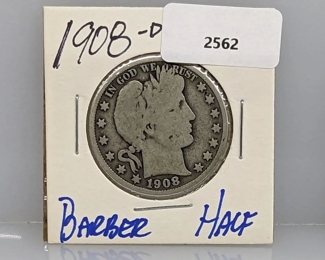 1908-D
2562
IN GOD WE TRUST
1908
BARBER HALF